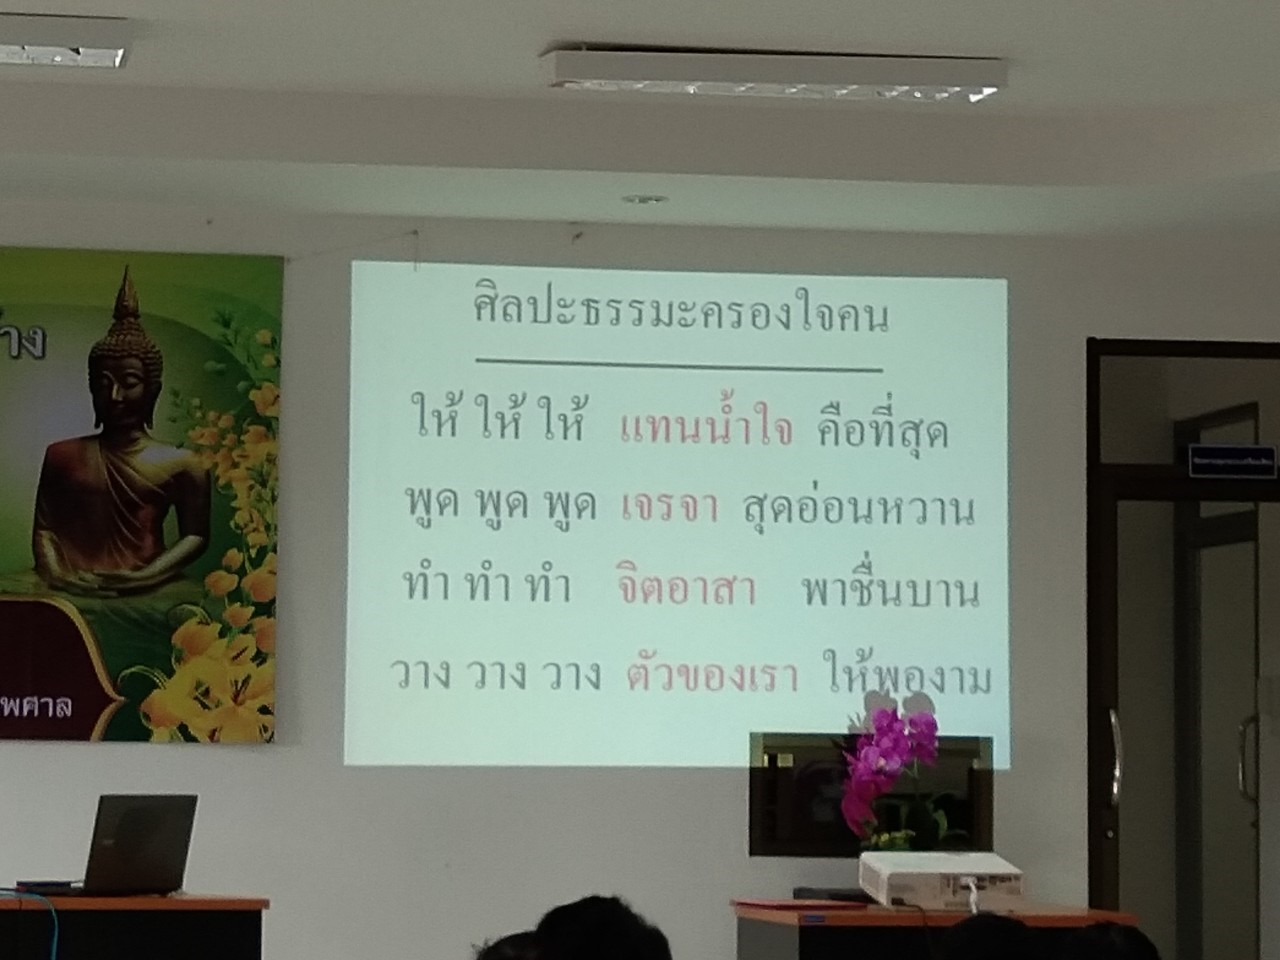 ศิลปะธรรมะครองใจคน
ให้ ให้ ให้ แทนน้ำใจ คือที่สุด
พูด พูด พูด เจรจา สุดอ่อนหวาน
ทำ ทำ ทำ จิตอาสา พาชื่นบาน
วาง วาง วาง ตัวของเรา ให้พองาม